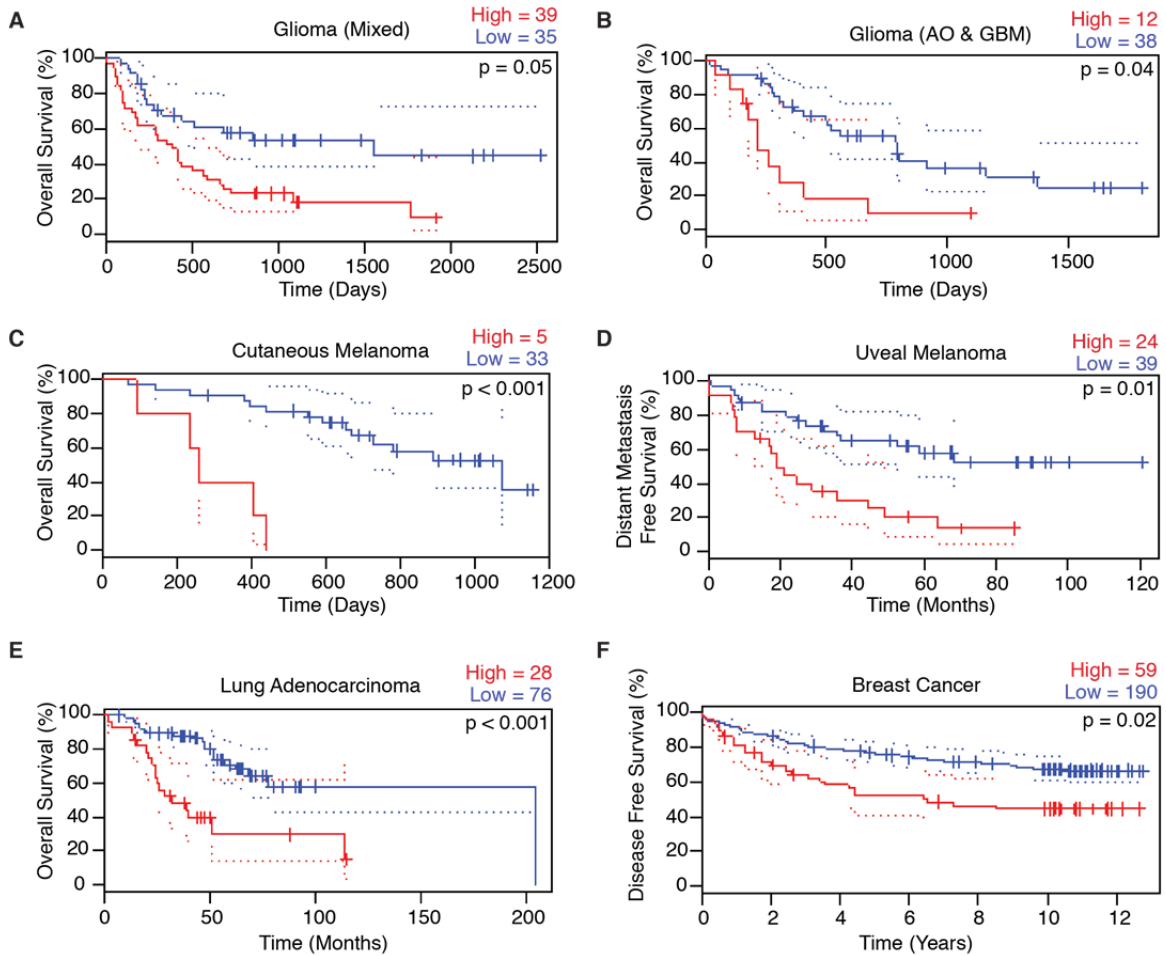 A
Glioma (Mixed)
High = 39
Low = 35
p = 0.05
Overall Survival (%)
100
80
60
40
20
0
0 500 1000 1500 2000 2500
Time (Days)
B
Glioma (AO & GBM)
High = 12
Low = 38
p = 0.04
Overall Survival (%)
100
80
60
40
20
0
0 500 1000 1500
Time (Days)
C
Cutaneous Melanoma
High = 5
Low = 33
p < 0.001
Overall Survival (%)
100
80
60
40
20
0
0 200 400 600 800 1000 1200
Time (Days)
D
Uveal Melanoma
High = 24
Low = 39
p = 0.01
Distant Metastasis
Free Survival (%)
100
80
60
40
20
0
0 20 40 60 80 100 120
Time (Months)
E
Lung Adenocarcinoma
High = 28
Low = 76
p < 0.001
Overall Survival (%)
100
80
60
40
20
0
0 50 100 150 200
Time (Months)
F
Breast Cancer
High = 59
Low = 190
p = 0.02
Disease Free Survival (%)
100
80
60
40
20
0
0 2 4 6 8 10 12
Time (Years)